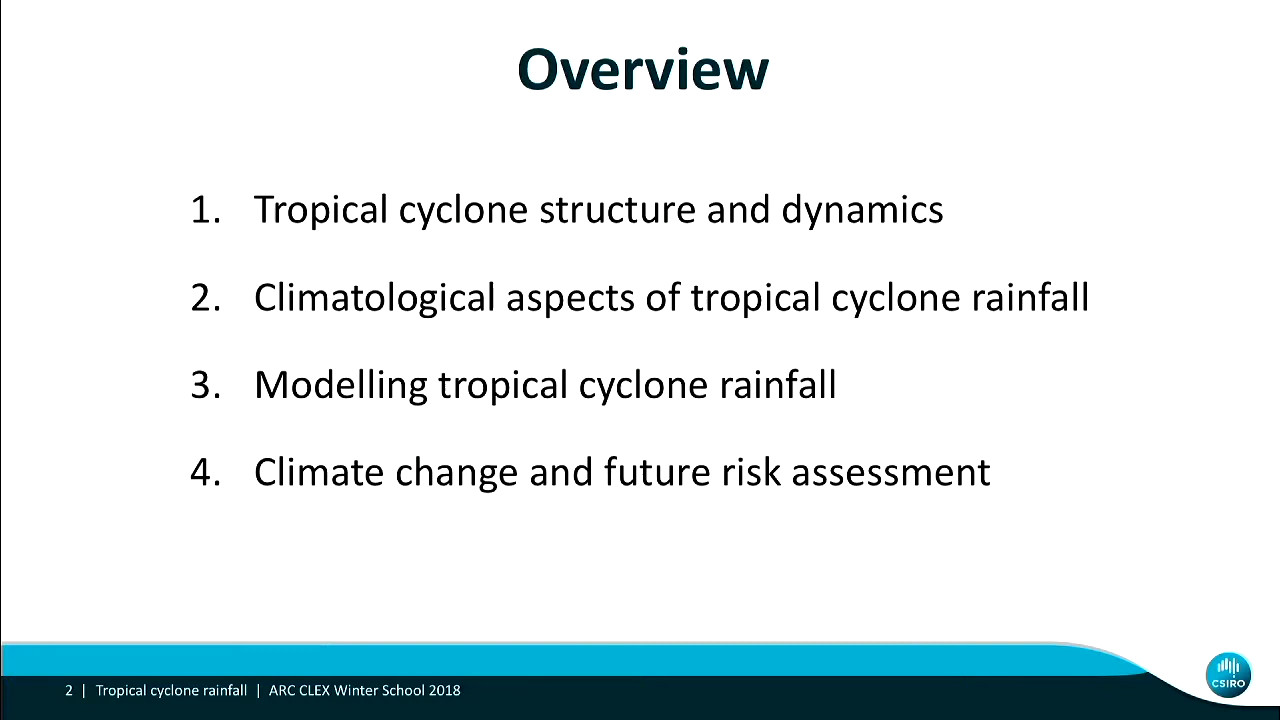 Overview
1. Tropical cyclone structure and dynamics
2. Climatological aspects of tropical cyclone rainfall
3. Modelling tropical cyclone rainfall
4. Climate change and future risk assessment
2 | Tropical cyclone rainfall | ARC CLEX Winter School 2018
CSIRO